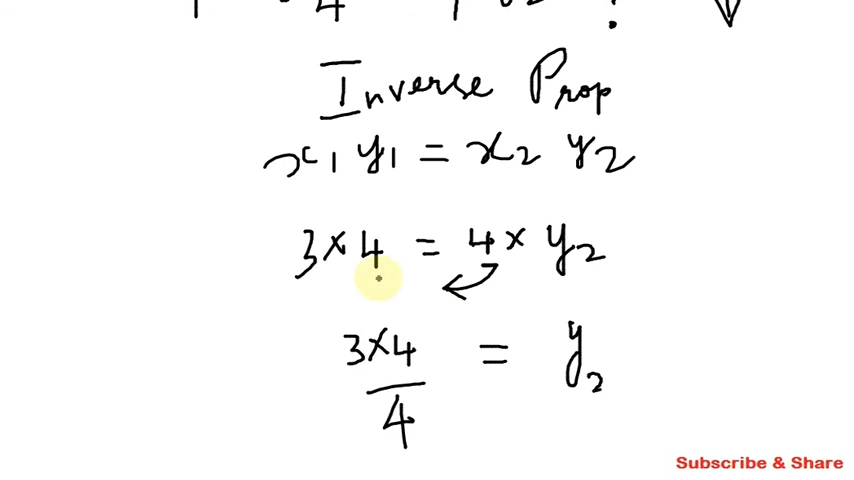 Inverse Prop
x₁ y₁ = x₂ y₂
3 × 4 = 4 × y₂
3×4
4
= y₂
Subscribe & Share